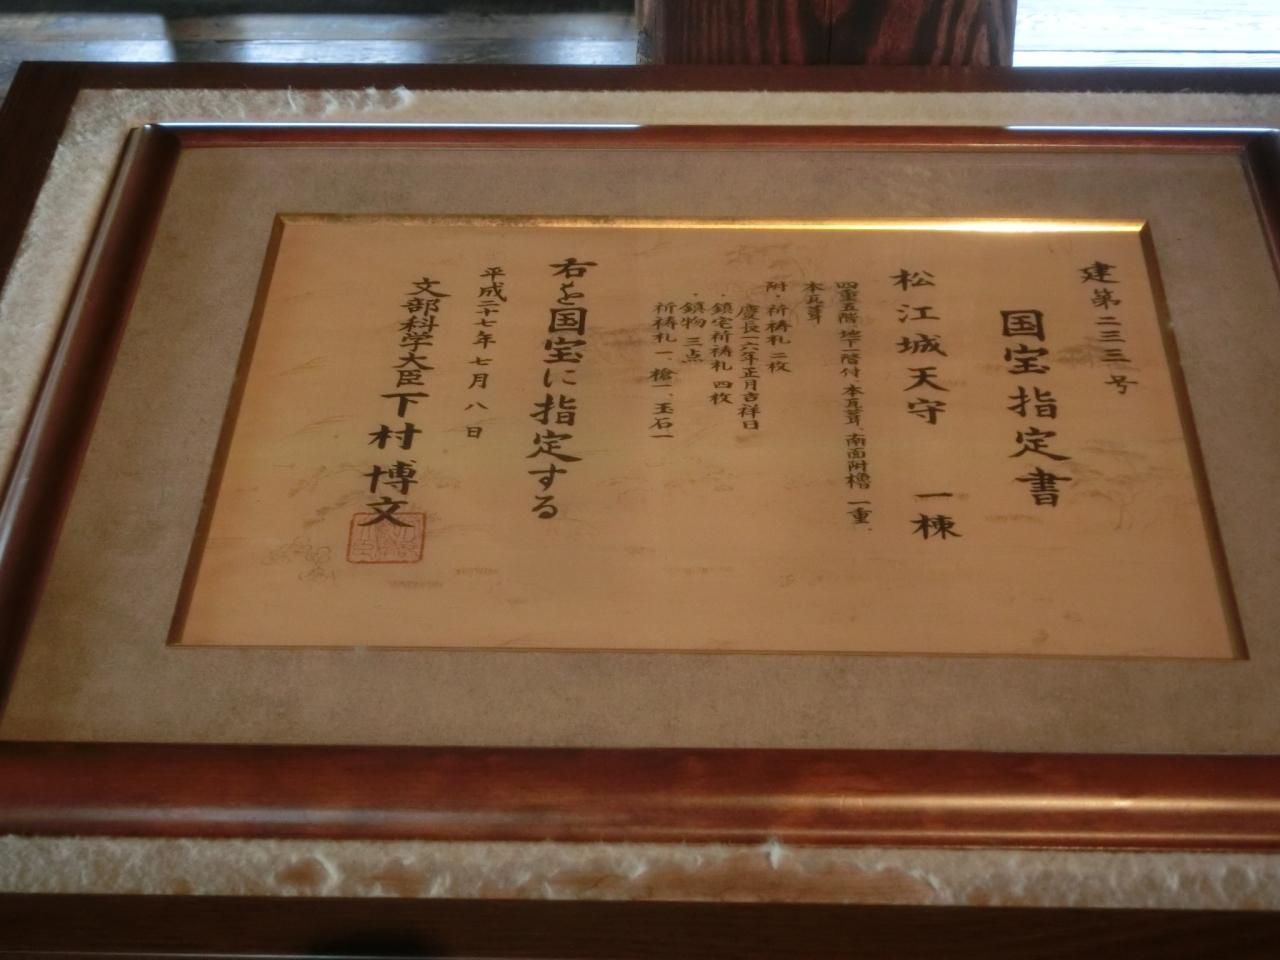 建第二三三号
国宝指定書
松江城天守 一棟
四重五階地下一階付、本瓦葺、南面附櫓 一重、
本瓦葺
附・祈祷札 二枚
慶長一六年正月吉祥日
・鎮宅祈祷札 四枚
・鎮物 三点
祈祷札一、槍一、玉石一
右を国宝に指定する
平成二十七年七月八日
文部科学大臣下村博文